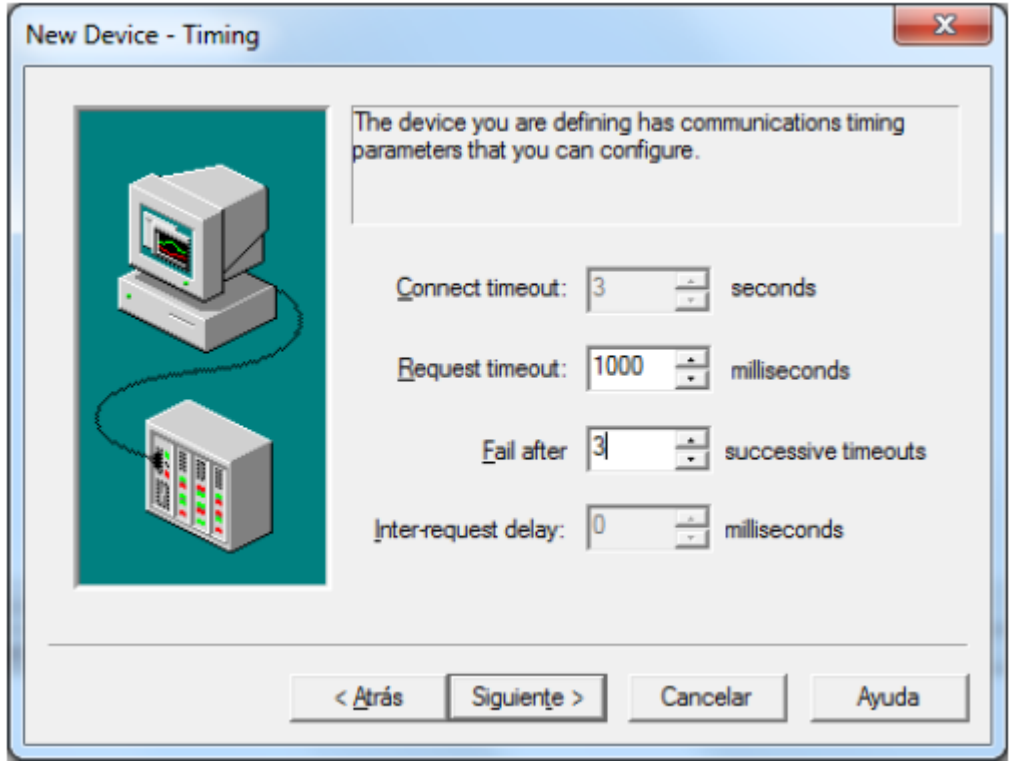 New Device - Timing
The device you are defining has communications timing
parameters that you can configure.
Connect timeout: 3 seconds
Request timeout: 1000 milliseconds
Fail after 3 successive timeouts
Inter-request delay: 0 milliseconds
< Atrás Siguiente > Cancelar Ayuda